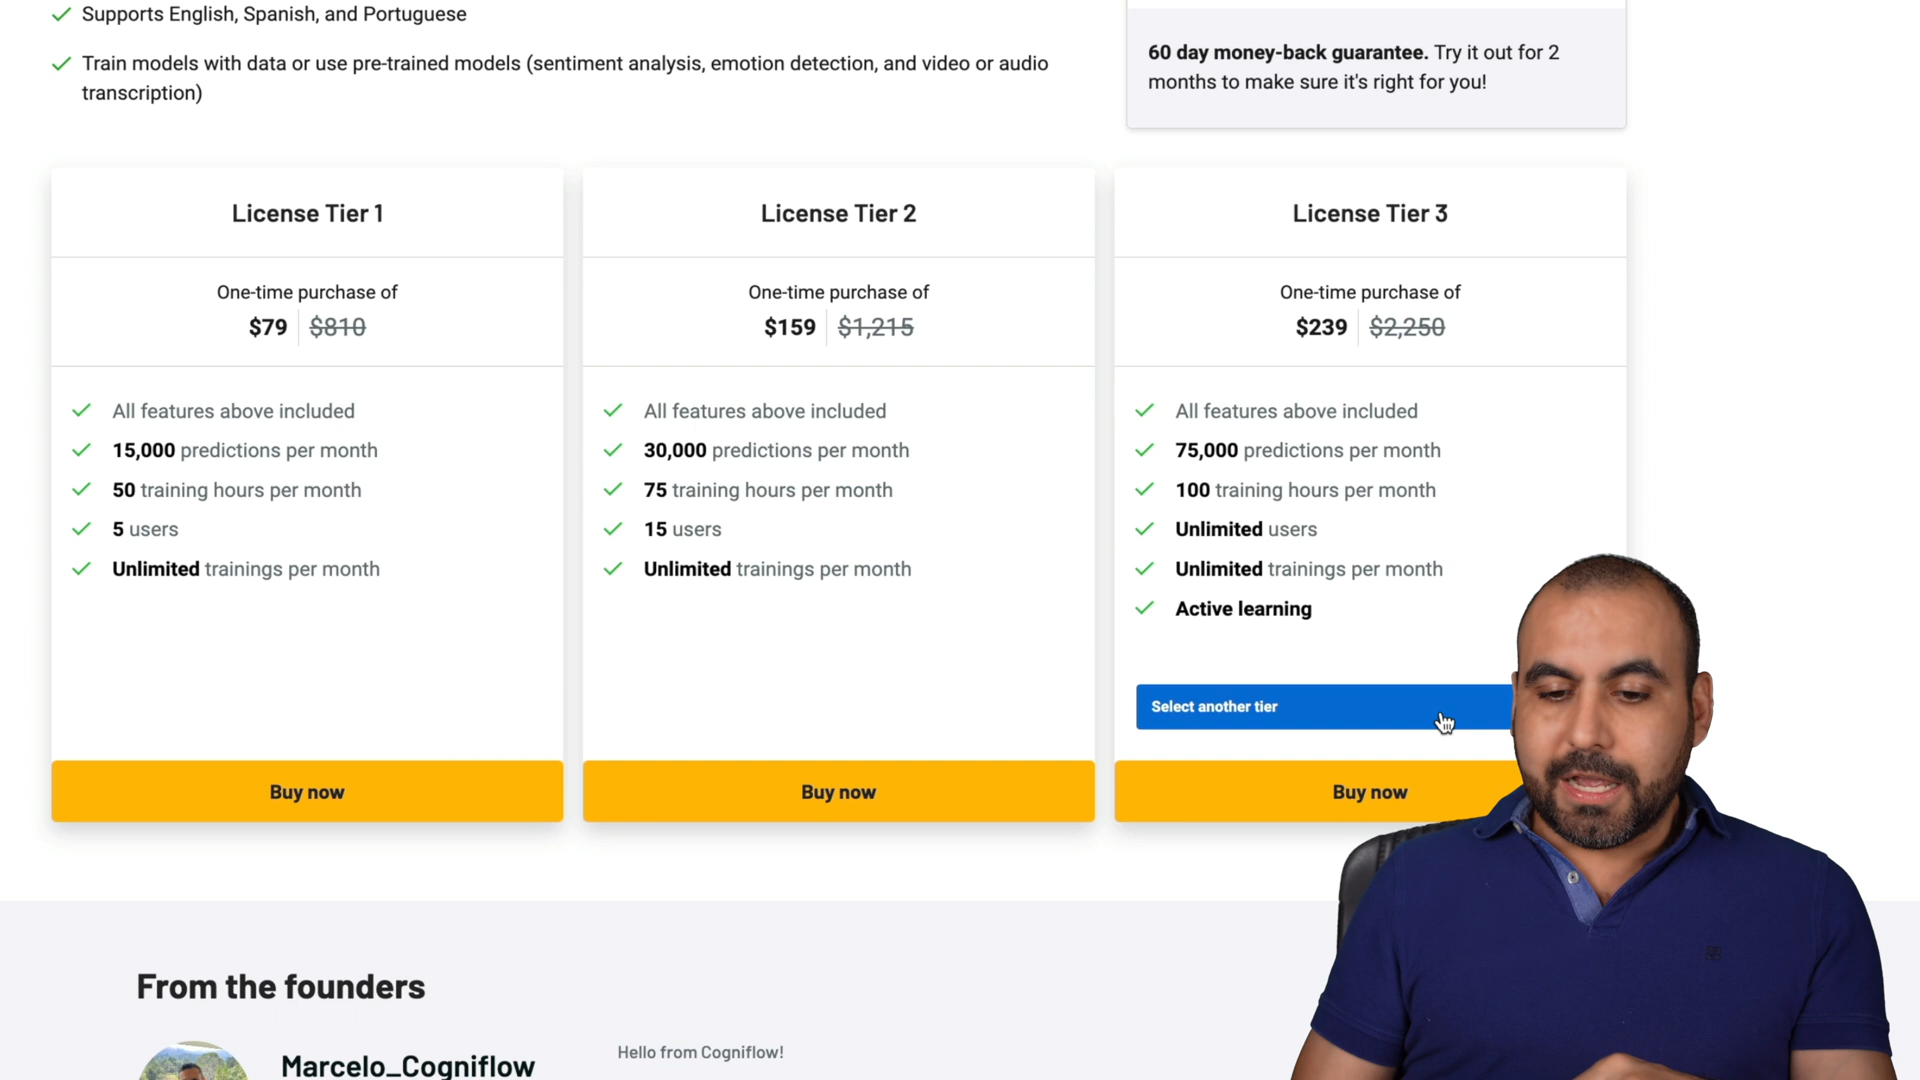 Supports English, Spanish, and Portuguese
Train models with data or use pre-trained models (sentiment analysis, emotion detection, and video or audio
transcription)
60 day money-back guarantee. Try it out for 2
months to make sure it's right for you!
License Tier 1
One-time purchase of
$79 $810
All features above included
15,000 predictions per month
50 training hours per month
5 users
Unlimited trainings per month
Buy now
License Tier 2
One-time purchase of
$159 $1,215
All features above included
30,000 predictions per month
75 training hours per month
15 users
Unlimited trainings per month
Buy now
License Tier 3
One-time purchase of
$239 $2,250
All features above included
75,000 predictions per month
100 training hours per month
Unlimited users
Unlimited trainings per month
Active learning
Select another tier
Buy now
From the founders
Marcelo_Cogniflow
Hello from Cogniflow!